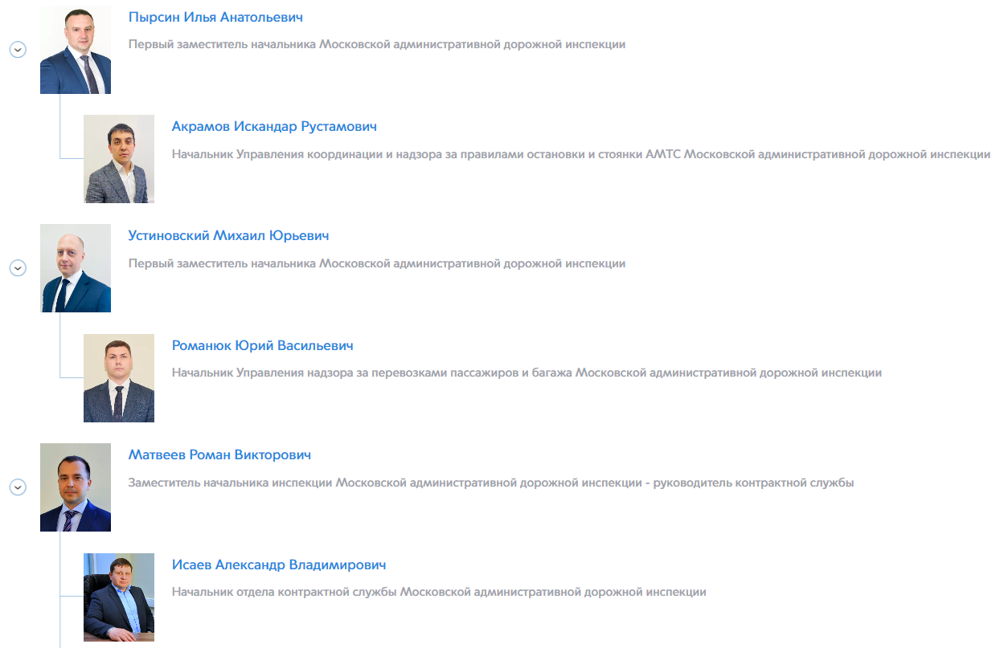 Пырсин Илья Анатольевич
Первый заместитель начальника Московской административной дорожной инспекции
Акрамов Искандар Рустамович
Начальник Управления координации и надзора за правилами остановки и стоянки АМТС Московской административной дорожной инспекции
Устиновский Михаил Юрьевич
Первый заместитель начальника Московской административной дорожной инспекции
Романюк Юрий Васильевич
Начальник Управления надзора за перевозками пассажиров и багажа Московской административной дорожной инспекции
Матвеев Роман Викторович
Заместитель начальника инспекции Московской административной дорожной инспекции - руководитель контрактной службы
Исаев Александр Владимирович
Начальник отдела контрактной службы Московской административной дорожной инспекции